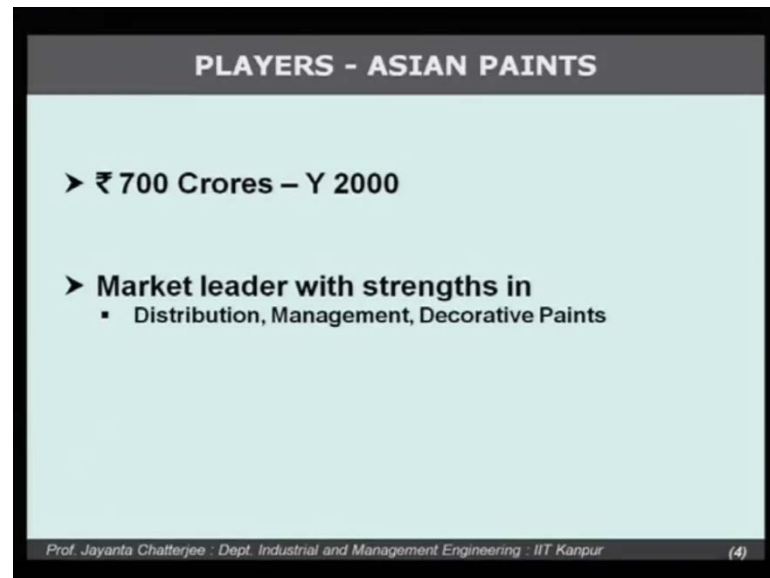 PLAYERS - ASIAN PAINTS
➤ ₹ 700 Crores – Y 2000
➤ Market leader with strengths in
▪ Distribution, Management, Decorative Paints
Prof. Jayanta Chatterjee : Dept. Industrial and Management Engineering : IIT Kanpur (4)